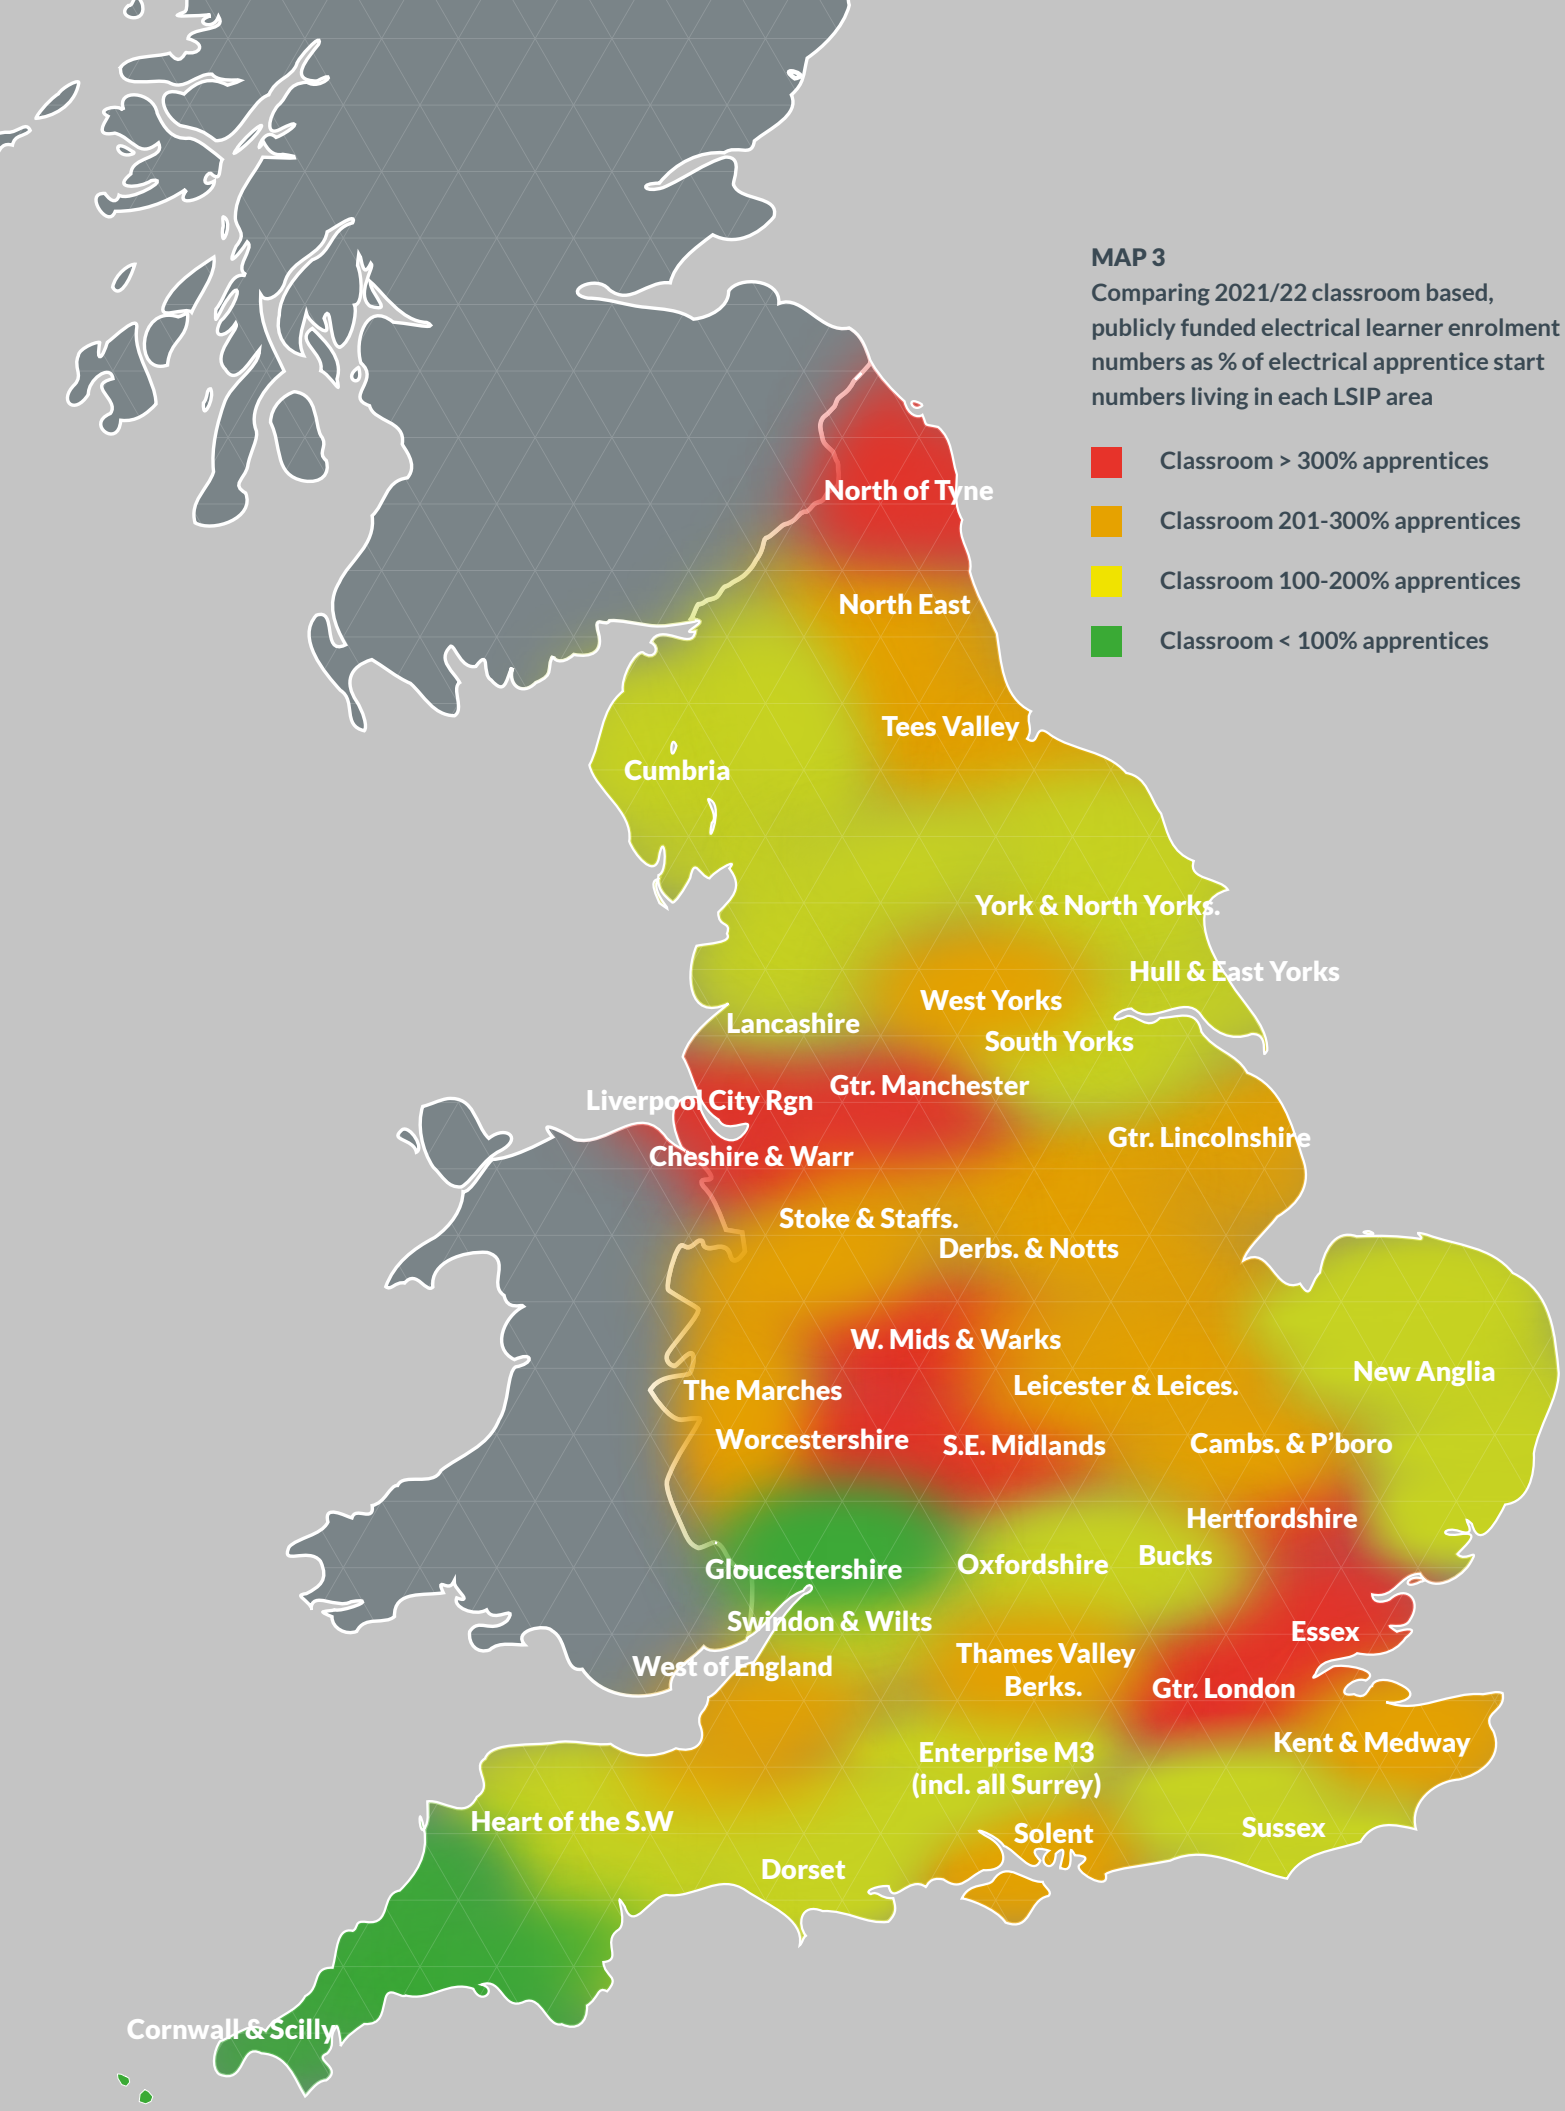 MAP 3
Comparing 2021/22 classroom based,
publicly funded electrical learner enrolment
numbers as % of electrical apprentice start
numbers living in each LSIP area
Classroom > 300% apprentices
Classroom 201-300% apprentices
Classroom 100-200% apprentices
Classroom < 100% apprentices
North of Tyne
North East
Tees Valley
Cumbria
York & North Yorks.
Hull & East Yorks
West Yorks
Lancashire
South Yorks
Gtr. Manchester
Liverpool City Rgn
Gtr. Lincolnshire
Cheshire & Warr
Stoke & Staffs.
Derbs. & Notts
W. Mids & Warks
New Anglia
Leicester & Leices.
The Marches
Worcestershire
S.E. Midlands
Cambs. & P'boro
Hertfordshire
Bucks
Oxfordshire
Gloucestershire
Swindon & Wilts
Essex
Thames Valley
Berks.
West of England
Gtr. London
Kent & Medway
Enterprise M3
(incl. all Surrey)
Heart of the S.W
Sussex
Solent
Dorset
Cornwall & Scilly